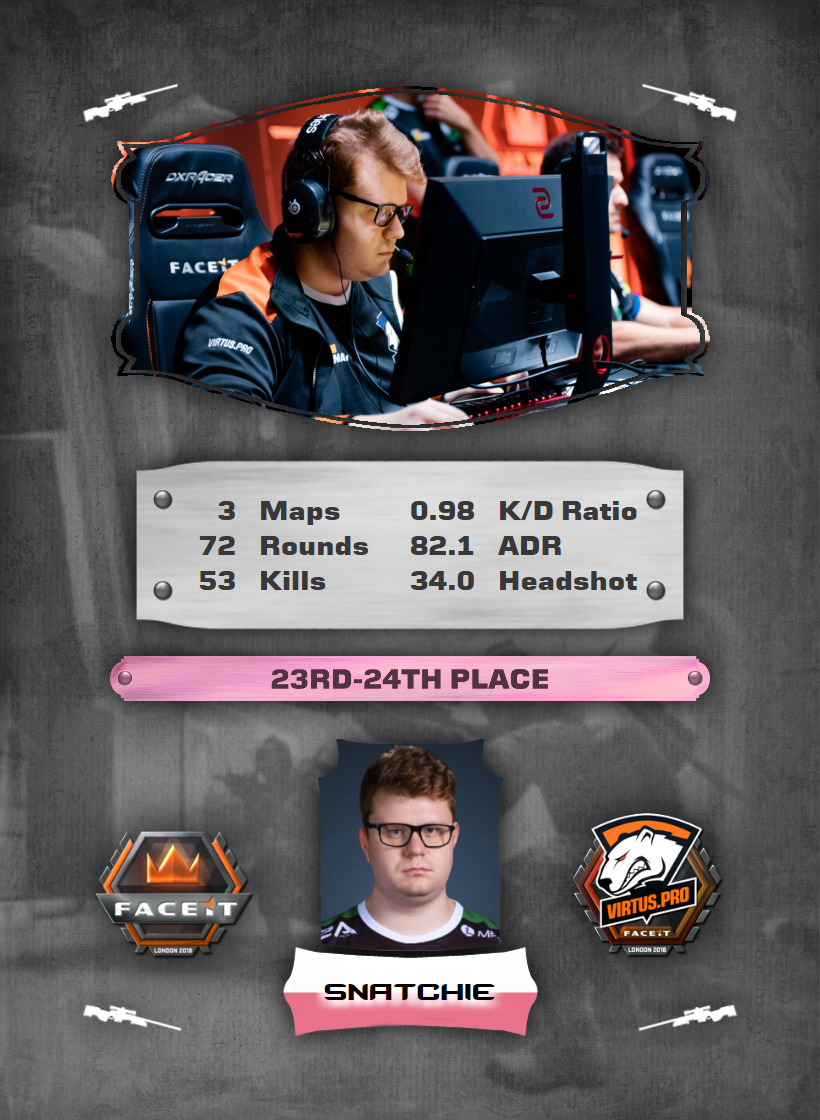 nes
DXRACER
FACEIT
VIRTUS.PRO
3 Maps 0.98 K/D Ratio
72 Rounds 82.1 ADR
53 Kills 34.0 Headshot
23RD-24TH PLACE
FACEIT
LONDON 2018
VIRTUS.PRO
FACEIT
LONDON 2018
SNATCHIE